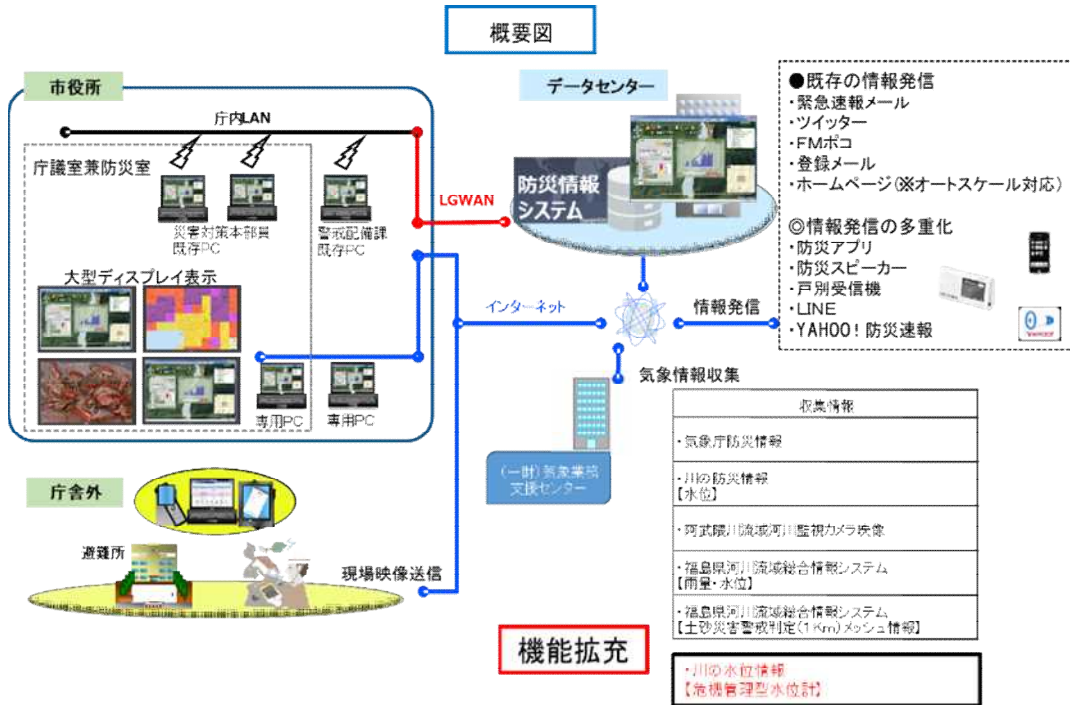 概要図
市役所
庁内LAN
庁議室兼防災室
災害対策本部員
既存PC
警戒配備課
既存PC
大型ディスプレイ表示
専用PC
専用PC
LGWAN
データセンター
防災情報
システム
インターネット
情報発信
●既存の情報発信
・緊急速報メール
・ツイッター
・FMポコ
・登録メール
・ホームページ(※オートスケール対応)
◎情報発信の多重化
・防災アプリ
・防災スピーカー
・戸別受信機
・LINE
・YAHOO!防災速報
YAHOO!
気象情報収集
(一財)気象業務
支援センター
収集情報
・気象庁防災情報
・川の防災情報
【水位】
・阿武隈川流域河川監視カメラ映像
・福島県河川流域総合情報システム
【雨量・水位】
・福島県河川流域総合情報システム
【土砂災害警戒判定(1Km)メッシュ情報】
庁舎外
避難所
現場映像送信
機能拡充
・川の水位情報
【危機管理型水位計】